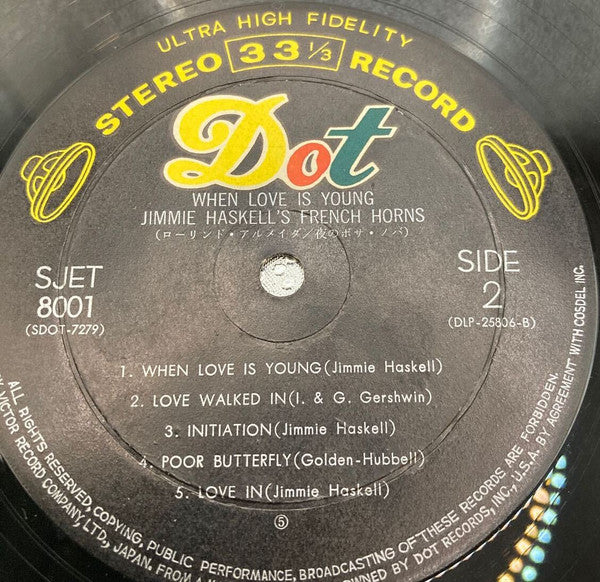 ULTRA HIGH FIDELITY
STEREO 33 1/3 RECORD
Dot
WHEN LOVE IS YOUNG
JIMMIE HASKELL'S FRENCH HORNS
(ローリンド・アルメイダ/夜のボサ・ノバ)
SJET
8001
(SDOT-7279)
SIDE
2
(DLP-25806-B)
1. WHEN LOVE IS YOUNG (Jimmie Haskell)
2. LOVE WALKED IN (I. & G. Gershwin)
3. INITIATION (Jimmie Haskell)
4. POOR BUTTERFLY (Golden-Hubbell)
5. LOVE IN (Jimmie Haskell)
⑤
ALL RIGHTS RESERVED, COPYING, PUBLIC PERFORMANCE, BROADCASTING OF THESE RECORDS ARE FORBIDDEN.
VICTOR RECORD COMPANY, LTD., JAPAN. FROM A OWNED BY DOT RECORDS, INC., U.S.A. BY AGREEMENT WITH COSDEL INC.